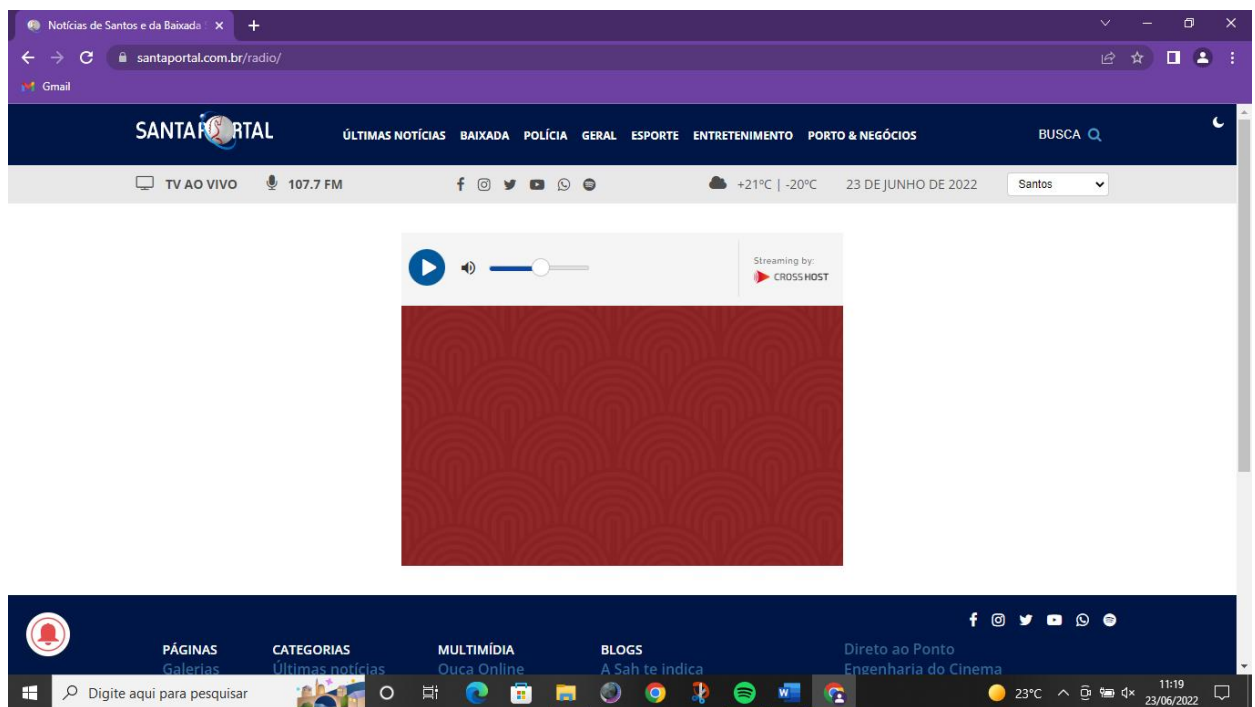 Notícias de Santos e da Baixada S
santaportal.com.br/radio/
Gmail
SANTAPORTAL
ÚLTIMAS NOTÍCIAS BAIXADA POLÍCIA GERAL ESPORTE ENTRETENIMENTO PORTO & NEGÓCIOS
BUSCA
TV AO VIVO 107.7 FM
+21ºC | -20ºC 23 DE JUNHO DE 2022 Santos
Streaming by:
CROSSHOST
PÁGINAS CATEGORIAS MULTIMÍDIA BLOGS Direto ao Ponto
Galerias Últimas notícias Ouça Online A Sah te indica Engenharia do Cinema
Digite aqui para pesquisar
23°C
11:19
23/06/2022